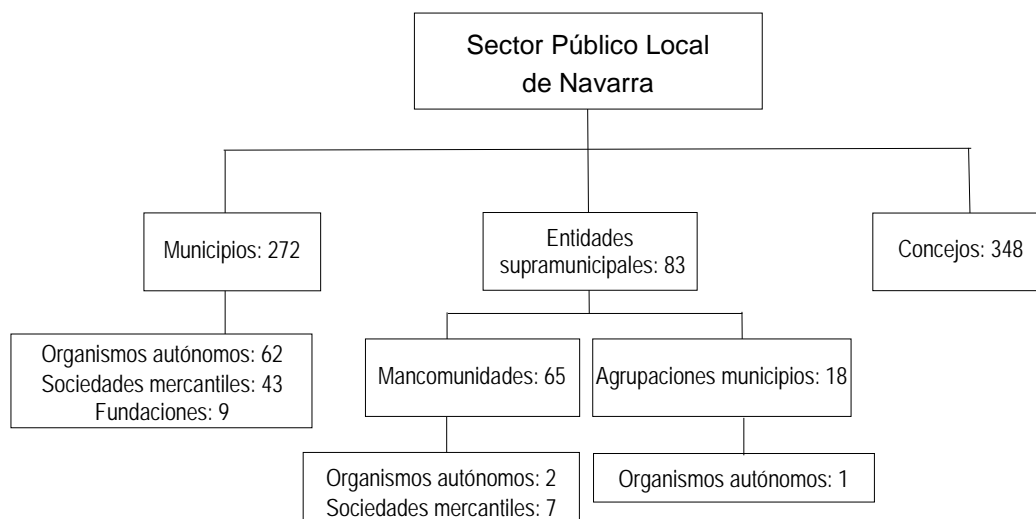 Sector Público Local
de Navarra
Municipios: 272
Entidades
supramunicipales: 83
Concejos: 348
Organismos autónomos: 62
Sociedades mercantiles: 43
Fundaciones: 9
Mancomunidades: 65
Agrupaciones municipios: 18
Organismos autónomos: 2
Sociedades mercantiles: 7
Organismos autónomos: 1